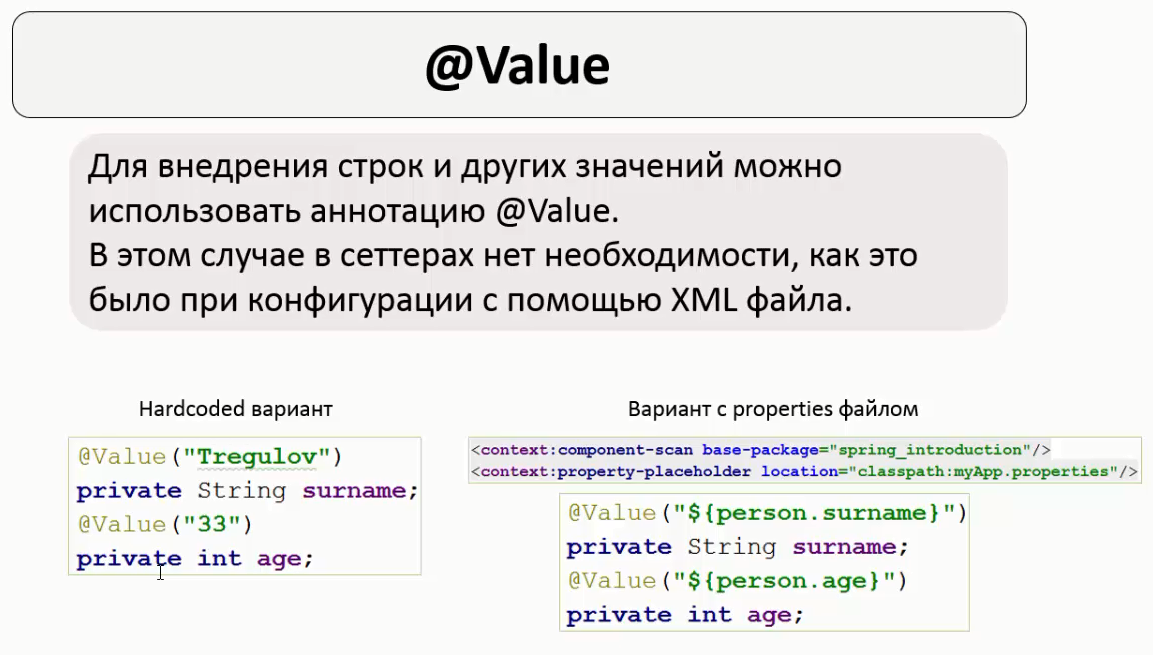 @Value
Для внедрения строк и других значений можно
использовать аннотацию @Value.
В этом случае в сеттерах нет необходимости, как это
было при конфигурации с помощью XML файла.
Hardcoded вариант
@Value("Tregulov")
private String surname;
@Value("33")
private int age;
Вариант с properties файлом
<context:component-scan base-package="spring_introduction"/>
<context:property-placeholder location="classpath:myApp.properties"/>
@Value("${person.surname}")
private String surname;
@Value("${person.age}")
private int age;